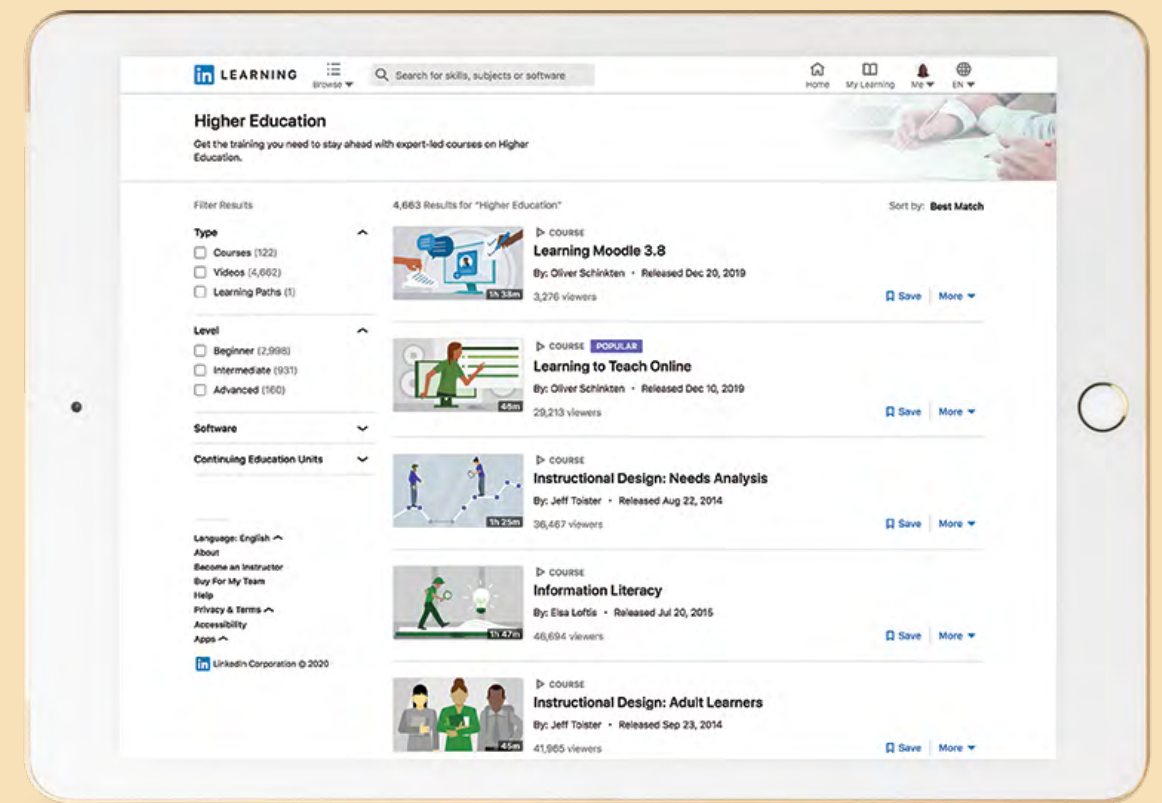 in LEARNING
Browse
Search for skills, subjects or software
Home
My Learning
Me
EN
Higher Education
Get the training you need to stay ahead with expert-led courses on Higher
Education.
Filter Results
Type
Courses (122)
Videos (4,662)
Learning Paths (1)
Level
Beginner (2,998)
Intermediate (931)
Advanced (160)
Software
Continuing Education Units
Language: English
About
Become an Instructor
Buy For My Team
Help
Privacy & Terms
Accessibility
Apps
in LinkedIn Corporation © 2020
4,663 Results for "Higher Education"
Sort by: Best Match
COURSE
Learning Moodle 3.8
By: Oliver Schinkten • Released Dec 20, 2019
1h 38m
3,276 viewers
Save
More
COURSE POPULAR
Learning to Teach Online
By: Oliver Schinkten • Released Dec 10, 2019
46m
29,213 viewers
Save
More
COURSE
Instructional Design: Needs Analysis
By: Jeff Toister • Released Aug 22, 2014
1h 25m
36,467 viewers
Save
More
COURSE
Information Literacy
By: Elsa Loftis • Released Jul 20, 2015
1h 47m
46,694 viewers
Save
More
COURSE
Instructional Design: Adult Learners
By: Jeff Toister • Released Sep 23, 2014
45m
41,965 viewers
Save
More